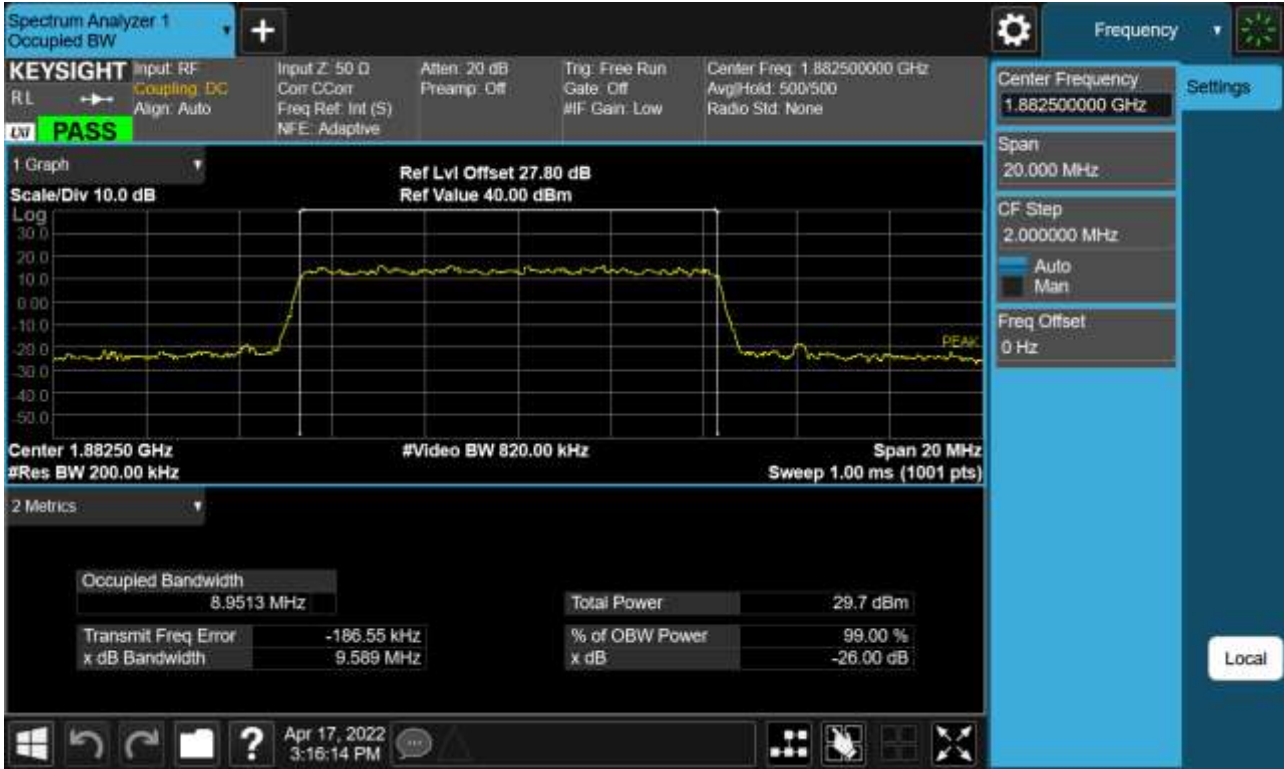 Spectrum Analyzer 1
Occupied BW
+
Frequency
KEYSIGHT
RL
LXI
PASS
Input: RF
Coupling: DC
Align: Auto
Input Z: 50 Ω
Corr CCorr
Freq Ref: Int (S)
NFE: Adaptive
Atten: 20 dB
Preamp: Off
Trig: Free Run
Gate: Off
#IF Gain: Low
Center Freq: 1.882500000 GHz
Avg|Hold: 500/500
Radio Std: None
1 Graph
Scale/Div 10.0 dB
Ref Lvl Offset 27.80 dB
Ref Value 40.00 dBm
Log
30.0
20.0
10.0
0.00
-10.0
-20.0
-30.0
-40.0
-50.0
PEAK
Center 1.88250 GHz
#Video BW 820.00 kHz
Span 20 MHz
#Res BW 200.00 kHz
Sweep 1.00 ms (1001 pts)
2 Metrics
Occupied Bandwidth
8.9513 MHz
Total Power 29.7 dBm
Transmit Freq Error -186.55 kHz
% of OBW Power 99.00 %
x dB Bandwidth 9.589 MHz
x dB -26.00 dB
Center Frequency
1.882500000 GHz
Settings
Span
20.000 MHz
CF Step
2.000000 MHz
Auto
Man
Freq Offset
0 Hz
Local
?
Apr 17, 2022
3:16:14 PM